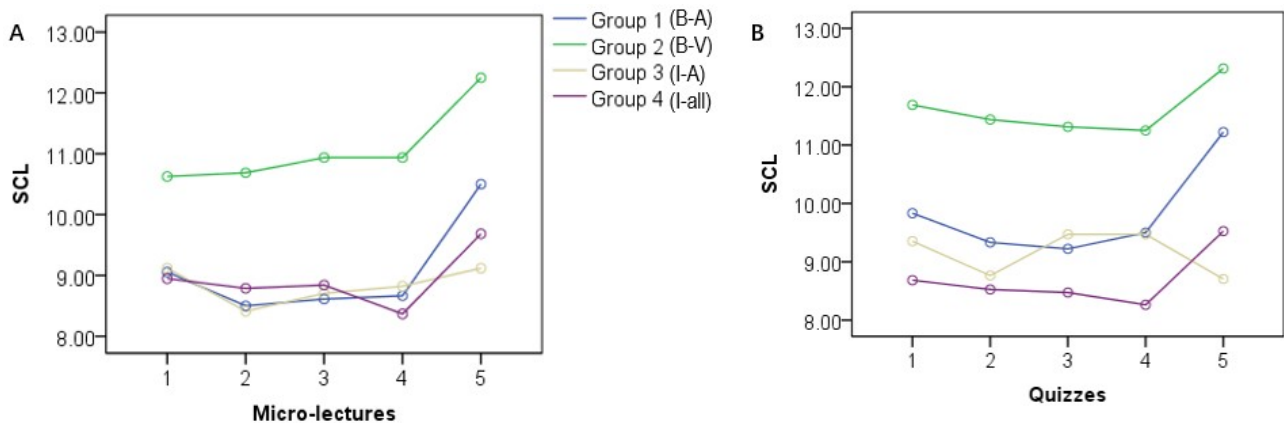 A
SCL
13.00
12.00
11.00
10.00
9.00
8.00
1 2 3 4 5
Micro-lectures
Group 1 (B-A)
Group 2 (B-V)
Group 3 (I-A)
Group 4 (I-all)
B
SCL
13.00
12.00
11.00
10.00
9.00
8.00
1 2 3 4 5
Quizzes